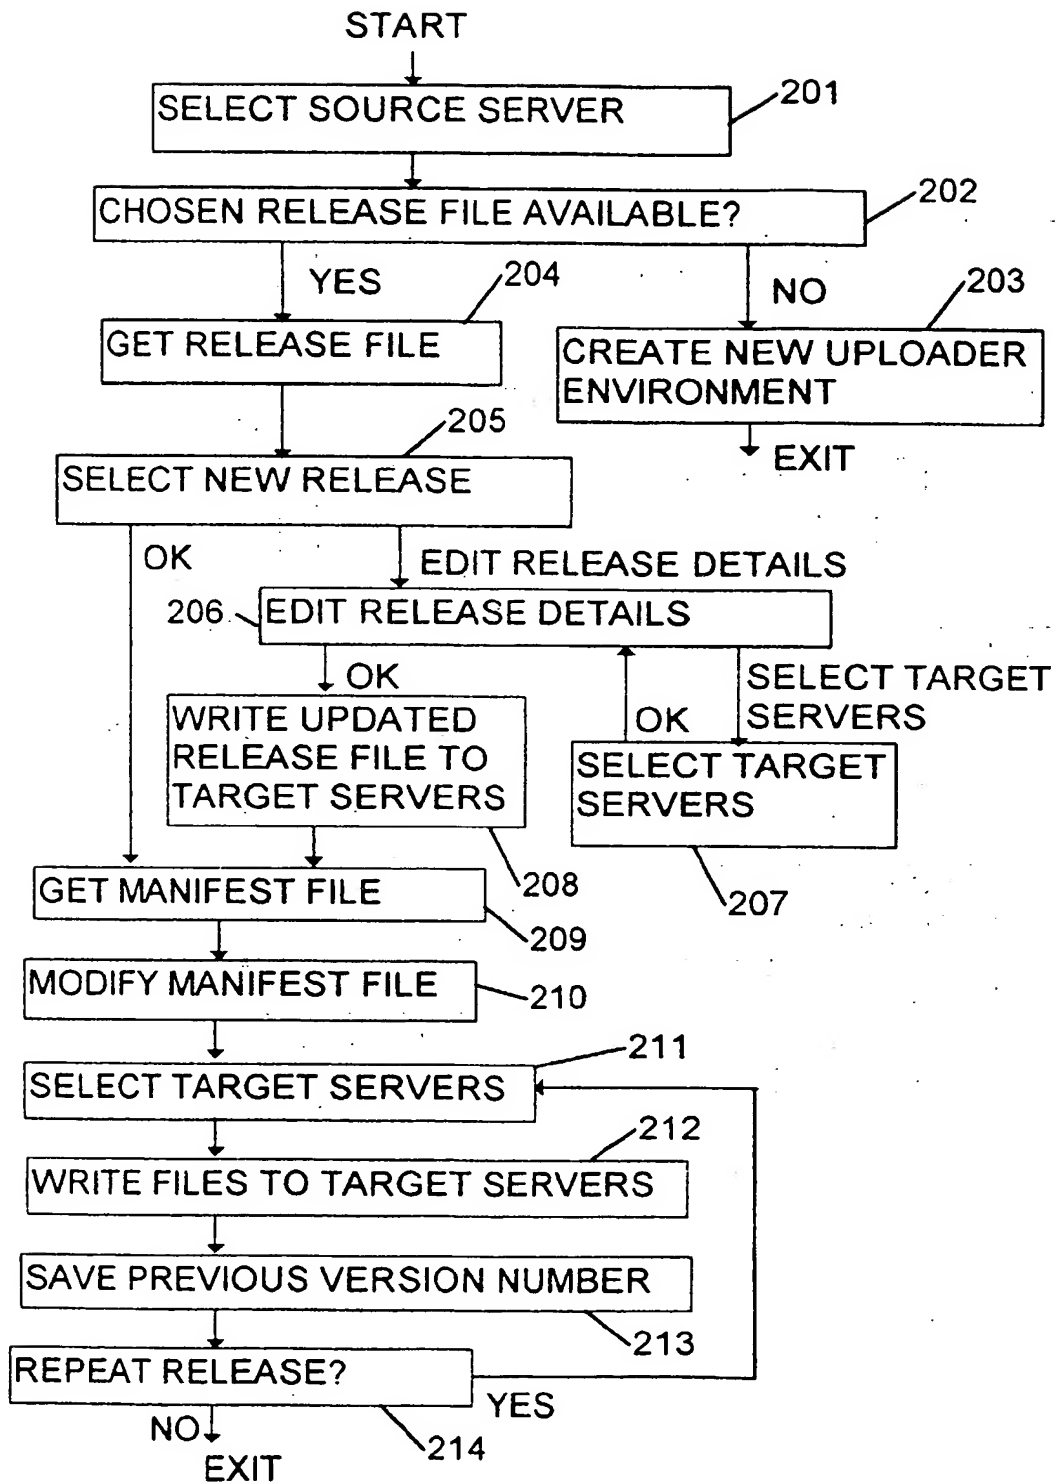 START
SELECT SOURCE SERVER
201
CHOSEN RELEASE FILE AVAILABLE?
202
YES
204
NO
203
GET RELEASE FILE
CREATE NEW UPLOADER
ENVIRONMENT
205
EXIT
SELECT NEW RELEASE
OK
EDIT RELEASE DETAILS
206
EDIT RELEASE DETAILS
OK
SELECT TARGET
SERVERS
WRITE UPDATED
RELEASE FILE TO
TARGET SERVERS
OK
SELECT TARGET
SERVERS
208
207
GET MANIFEST FILE
209
MODIFY MANIFEST FILE
210
211
SELECT TARGET SERVERS
212
WRITE FILES TO TARGET SERVERS
SAVE PREVIOUS VERSION NUMBER
213
REPEAT RELEASE?
YES
NO
214
EXIT